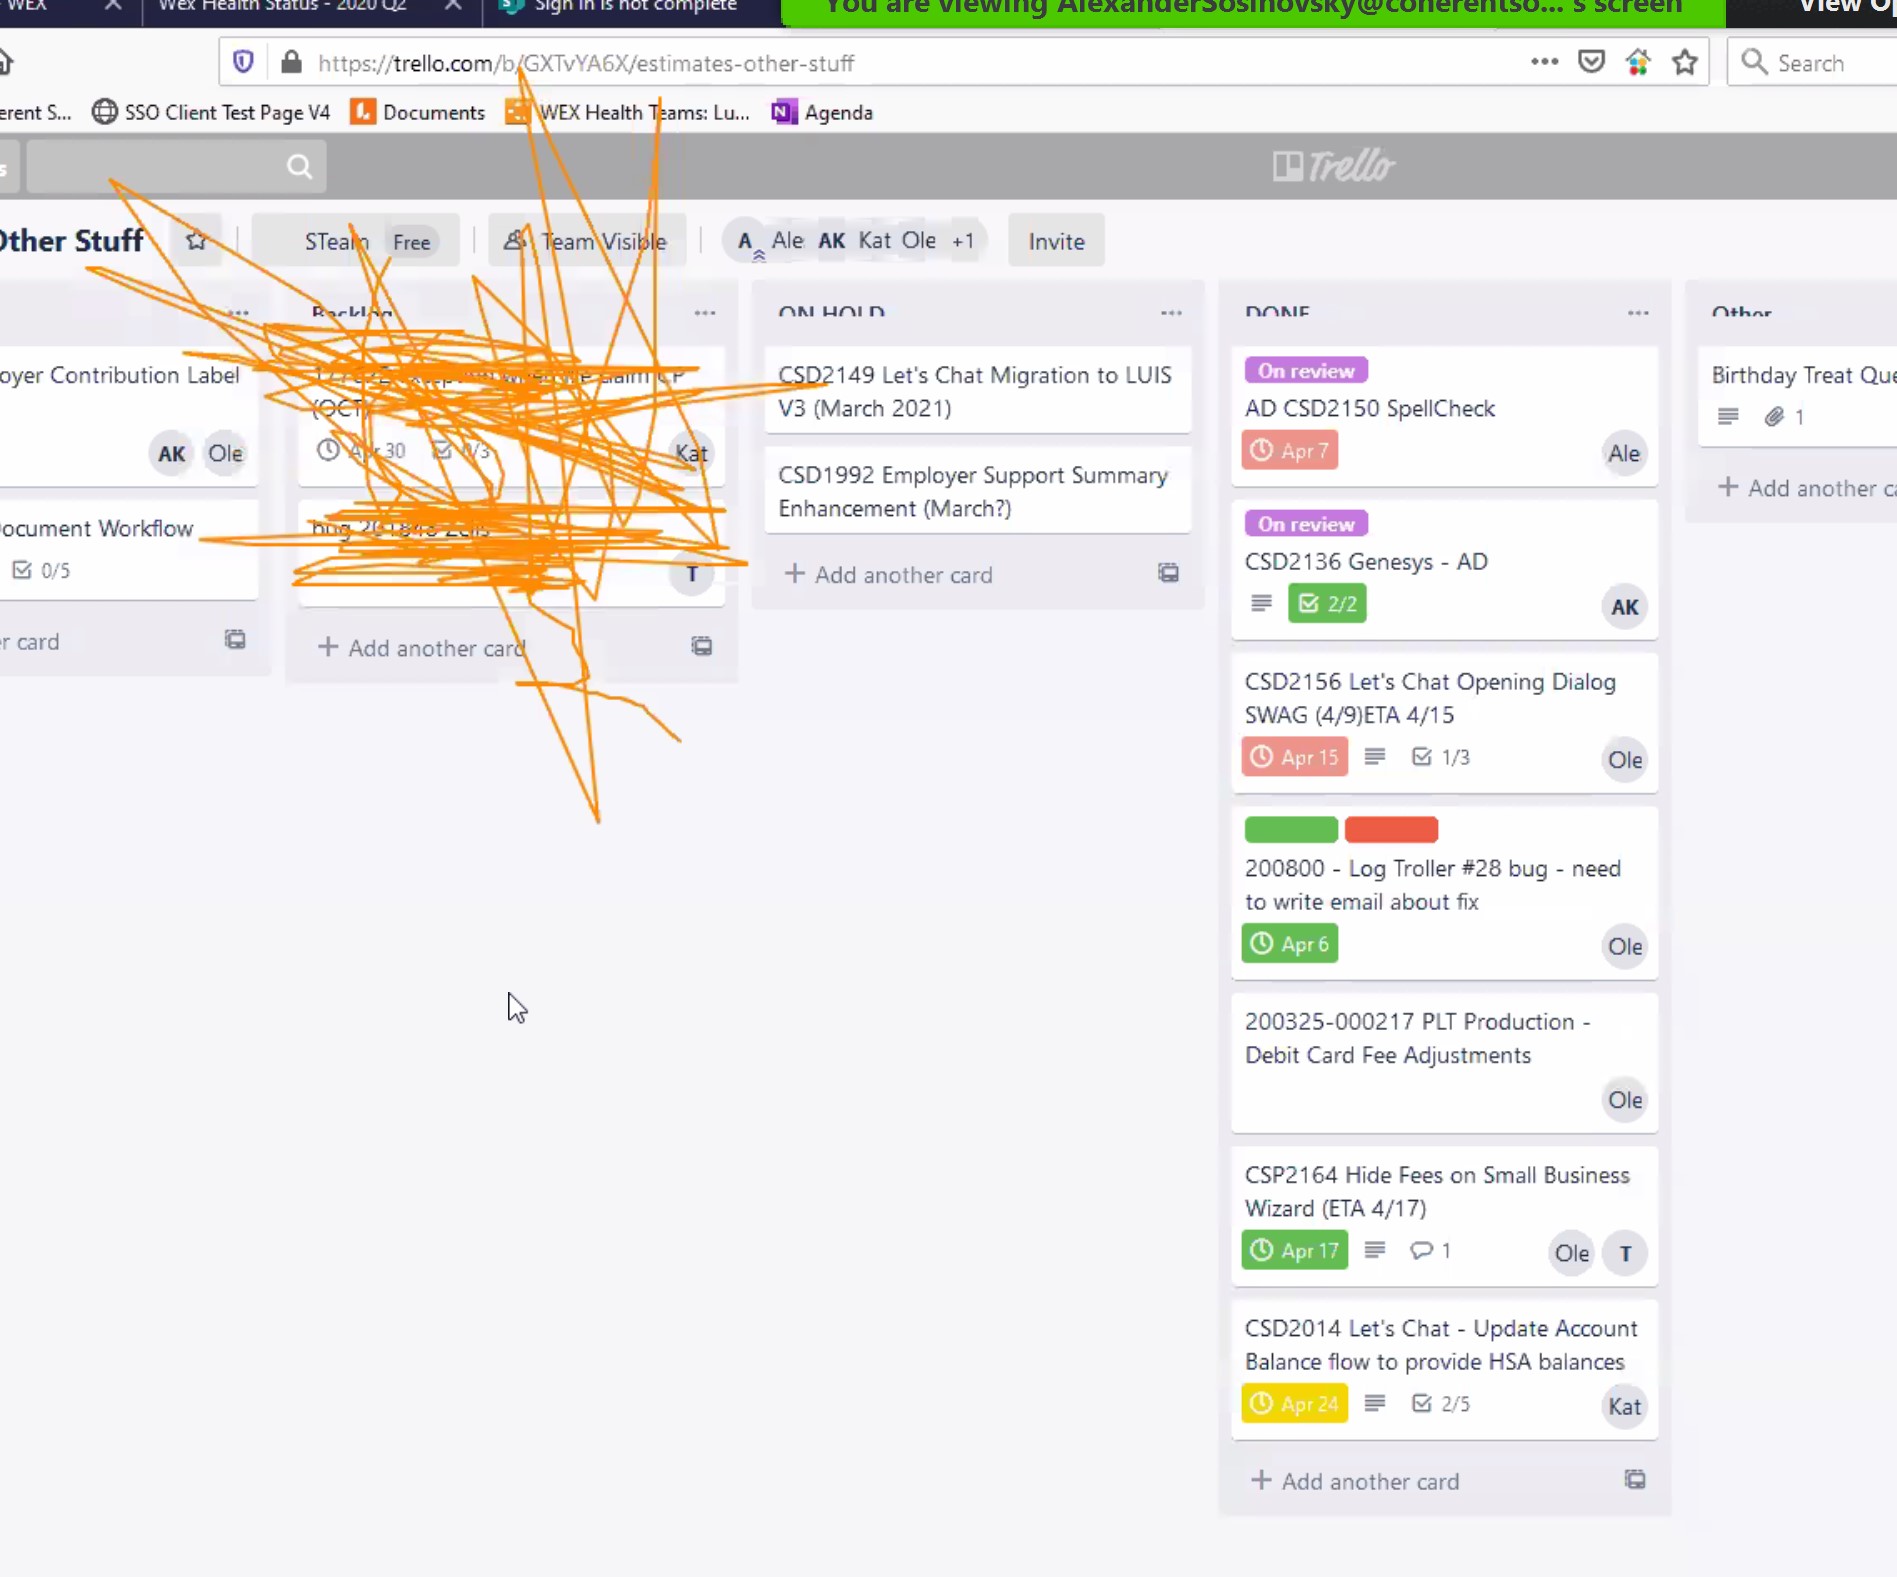 WEX
Wex Health Status - 2020 Q2
Sign in is not complete
You are viewing AlexanderSosinovsky@coherentso... 's screen
View Op
https://trello.com/b/GXTvYA6X/estimates-other-stuff
Search
erent S...
SSO Client Test Page V4
Documents
WEX Health Teams: Lu...
Agenda
Trello
Other Stuff
STeam
Free
Team Visible
A Ale AK Kat Ole +1
Invite
oyer Contribution Label
AK Ole
Document Workflow
0/5
er card
Backlog
when we claim CP
(OCT)
Apr 30
0/3
Kat
bug
T
+ Add another card
ON HOLD
CSD2149 Let's Chat Migration to LUIS
V3 (March 2021)
CSD1992 Employer Support Summary
Enhancement (March?)
+ Add another card
DONE
On review
AD CSD2150 SpellCheck
Apr 7
Ale
On review
CSD2136 Genesys - AD
2/2
AK
CSD2156 Let's Chat Opening Dialog
SWAG (4/9)ETA 4/15
Apr 15
1/3
Ole
200800 - Log Troller #28 bug - need
to write email about fix
Apr 6
Ole
200325-000217 PLT Production -
Debit Card Fee Adjustments
Ole
CSP2164 Hide Fees on Small Business
Wizard (ETA 4/17)
Apr 17
1
Ole T
CSD2014 Let's Chat - Update Account
Balance flow to provide HSA balances
Apr 24
2/5
Kat
+ Add another card
Other
Birthday Treat Que
1
+ Add another ca